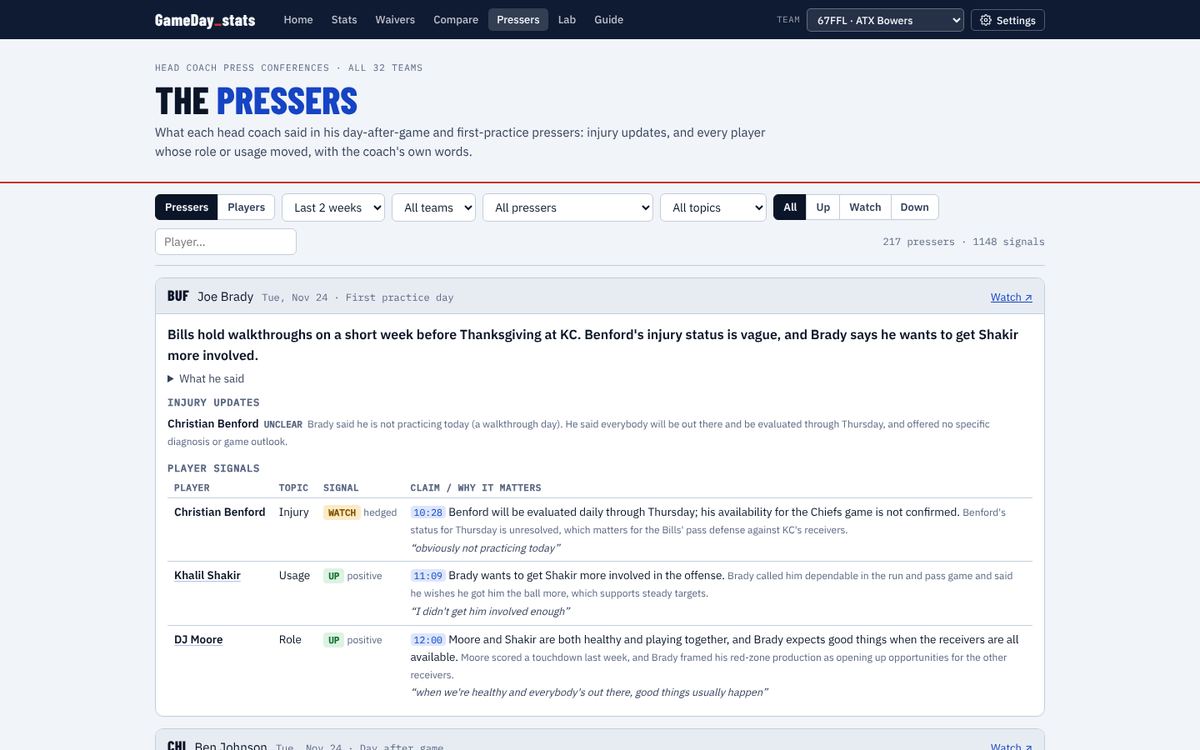 GameDay_stats Home Stats Waivers Compare Pressers Lab Guide TEAM 67FFL · ATX Bowers Settings
HEAD COACH PRESS CONFERENCES · ALL 32 TEAMS
THE PRESSERS
What each head coach said in his day-after-game and first-practice pressers: injury updates, and every player
whose role or usage moved, with the coach's own words.
Pressers Players Last 2 weeks All teams All pressers All topics All Up Watch Down
Player... 217 pressers · 1148 signals
BUF Joe Brady Tue, Nov 24 · First practice day Watch ↗
Bills hold walkthroughs on a short week before Thanksgiving at KC. Benford's injury status is vague, and Brady says he wants to get Shakir
more involved.
▶ What he said
INJURY UPDATES
Christian Benford UNCLEAR Brady said he is not practicing today (a walkthrough day). He said everybody will be out there and be evaluated through Thursday, and offered no specific
diagnosis or game outlook.
PLAYER SIGNALS
PLAYER TOPIC SIGNAL CLAIM / WHY IT MATTERS
Christian Benford Injury WATCH hedged 10:28 Benford will be evaluated daily through Thursday; his availability for the Chiefs game is not confirmed. Benford's
status for Thursday is unresolved, which matters for the Bills' pass defense against KC's receivers.
“obviously not practicing today”
Khalil Shakir Usage UP positive 11:09 Brady wants to get Shakir more involved in the offense. Brady called him dependable in the run and pass game and said
he wishes he got him the ball more, which supports steady targets.
“I didn't get him involved enough”
DJ Moore Role UP positive 12:00 Moore and Shakir are both healthy and playing together, and Brady expects good things when the receivers are all
available. Moore scored a touchdown last week, and Brady framed his red-zone production as opening up opportunities for the other
receivers.
“when we're healthy and everybody's out there, good things usually happen”
CHI Ben Johnson Tue, Nov 24 · Day after game Watch ↗